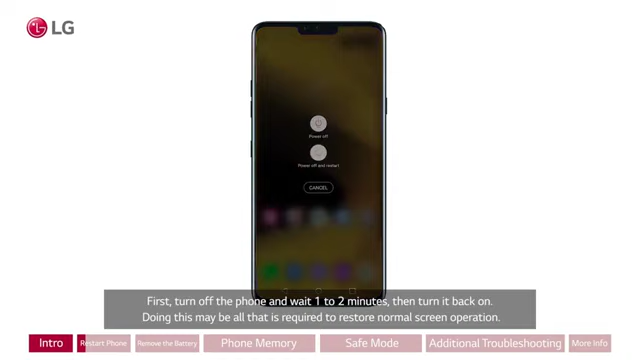 LG
Power off
Power off and restart
CANCEL
First, turn off the phone and wait 1 to 2 minutes, then turn it back on.
Doing this may be all that is required to restore normal screen operation.
Intro
Restart Phone
Remove the Battery
Phone Memory
Safe Mode
Additional Troubleshooting
More Info